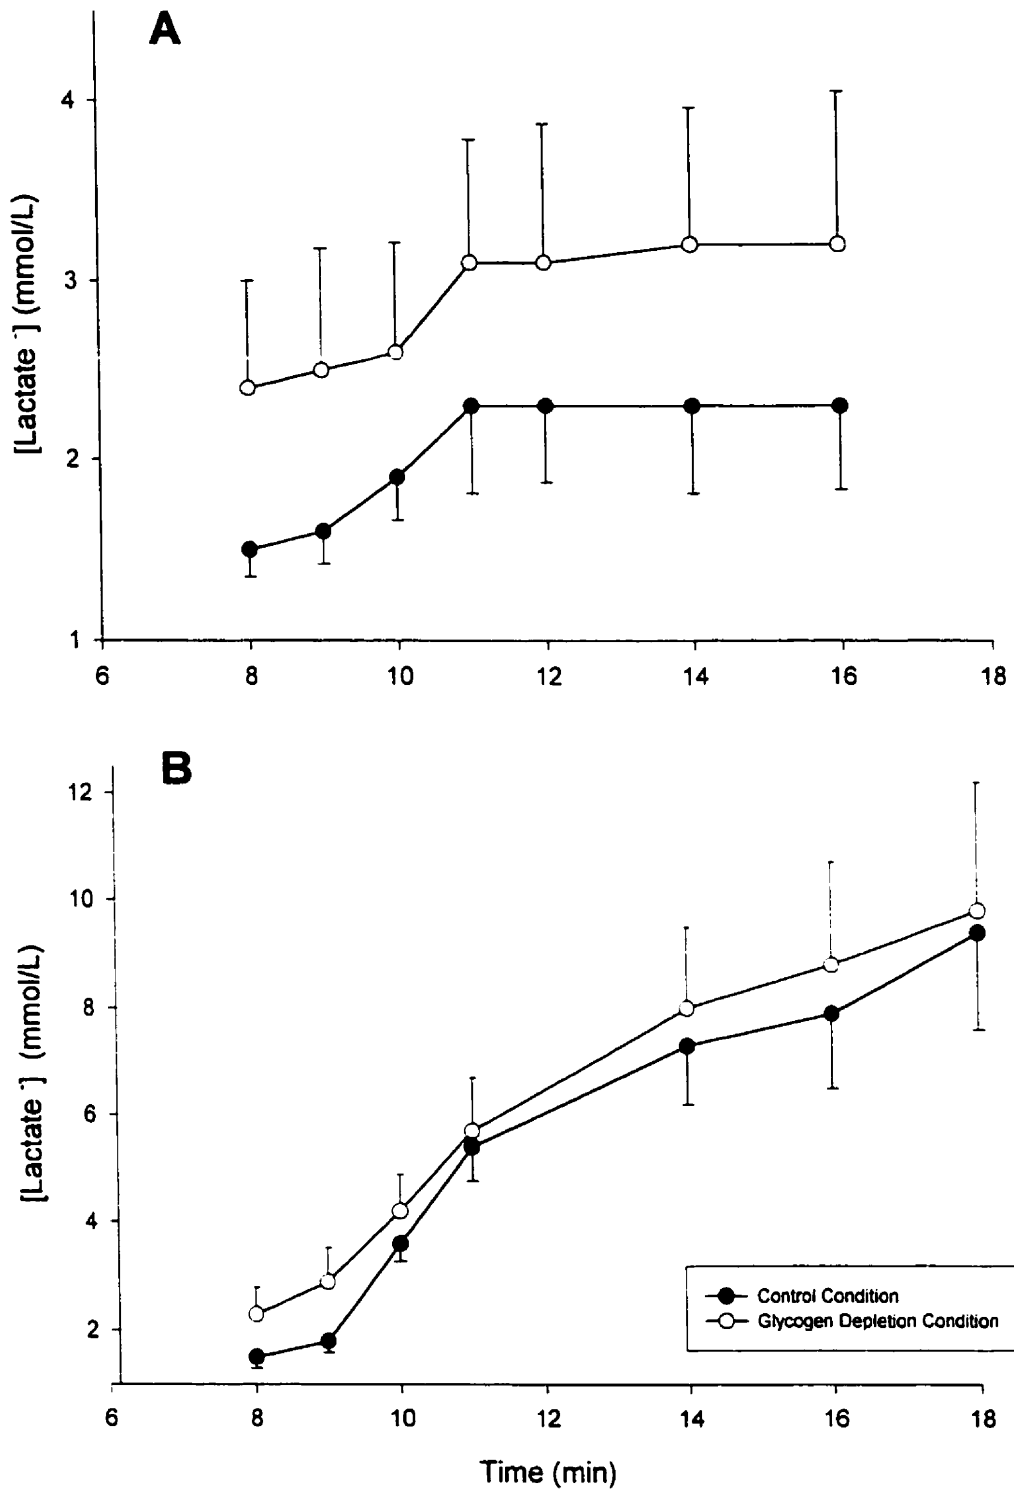 A
4
3
2
1
[Lactate⁻] (mmol/L)
6 8 10 12 14 16 18
B
12
10
8
6
4
2
[Lactate⁻] (mmol/L)
Control Condition
Glycogen Depletion Condition
6 8 10 12 14 16 18
Time (min)